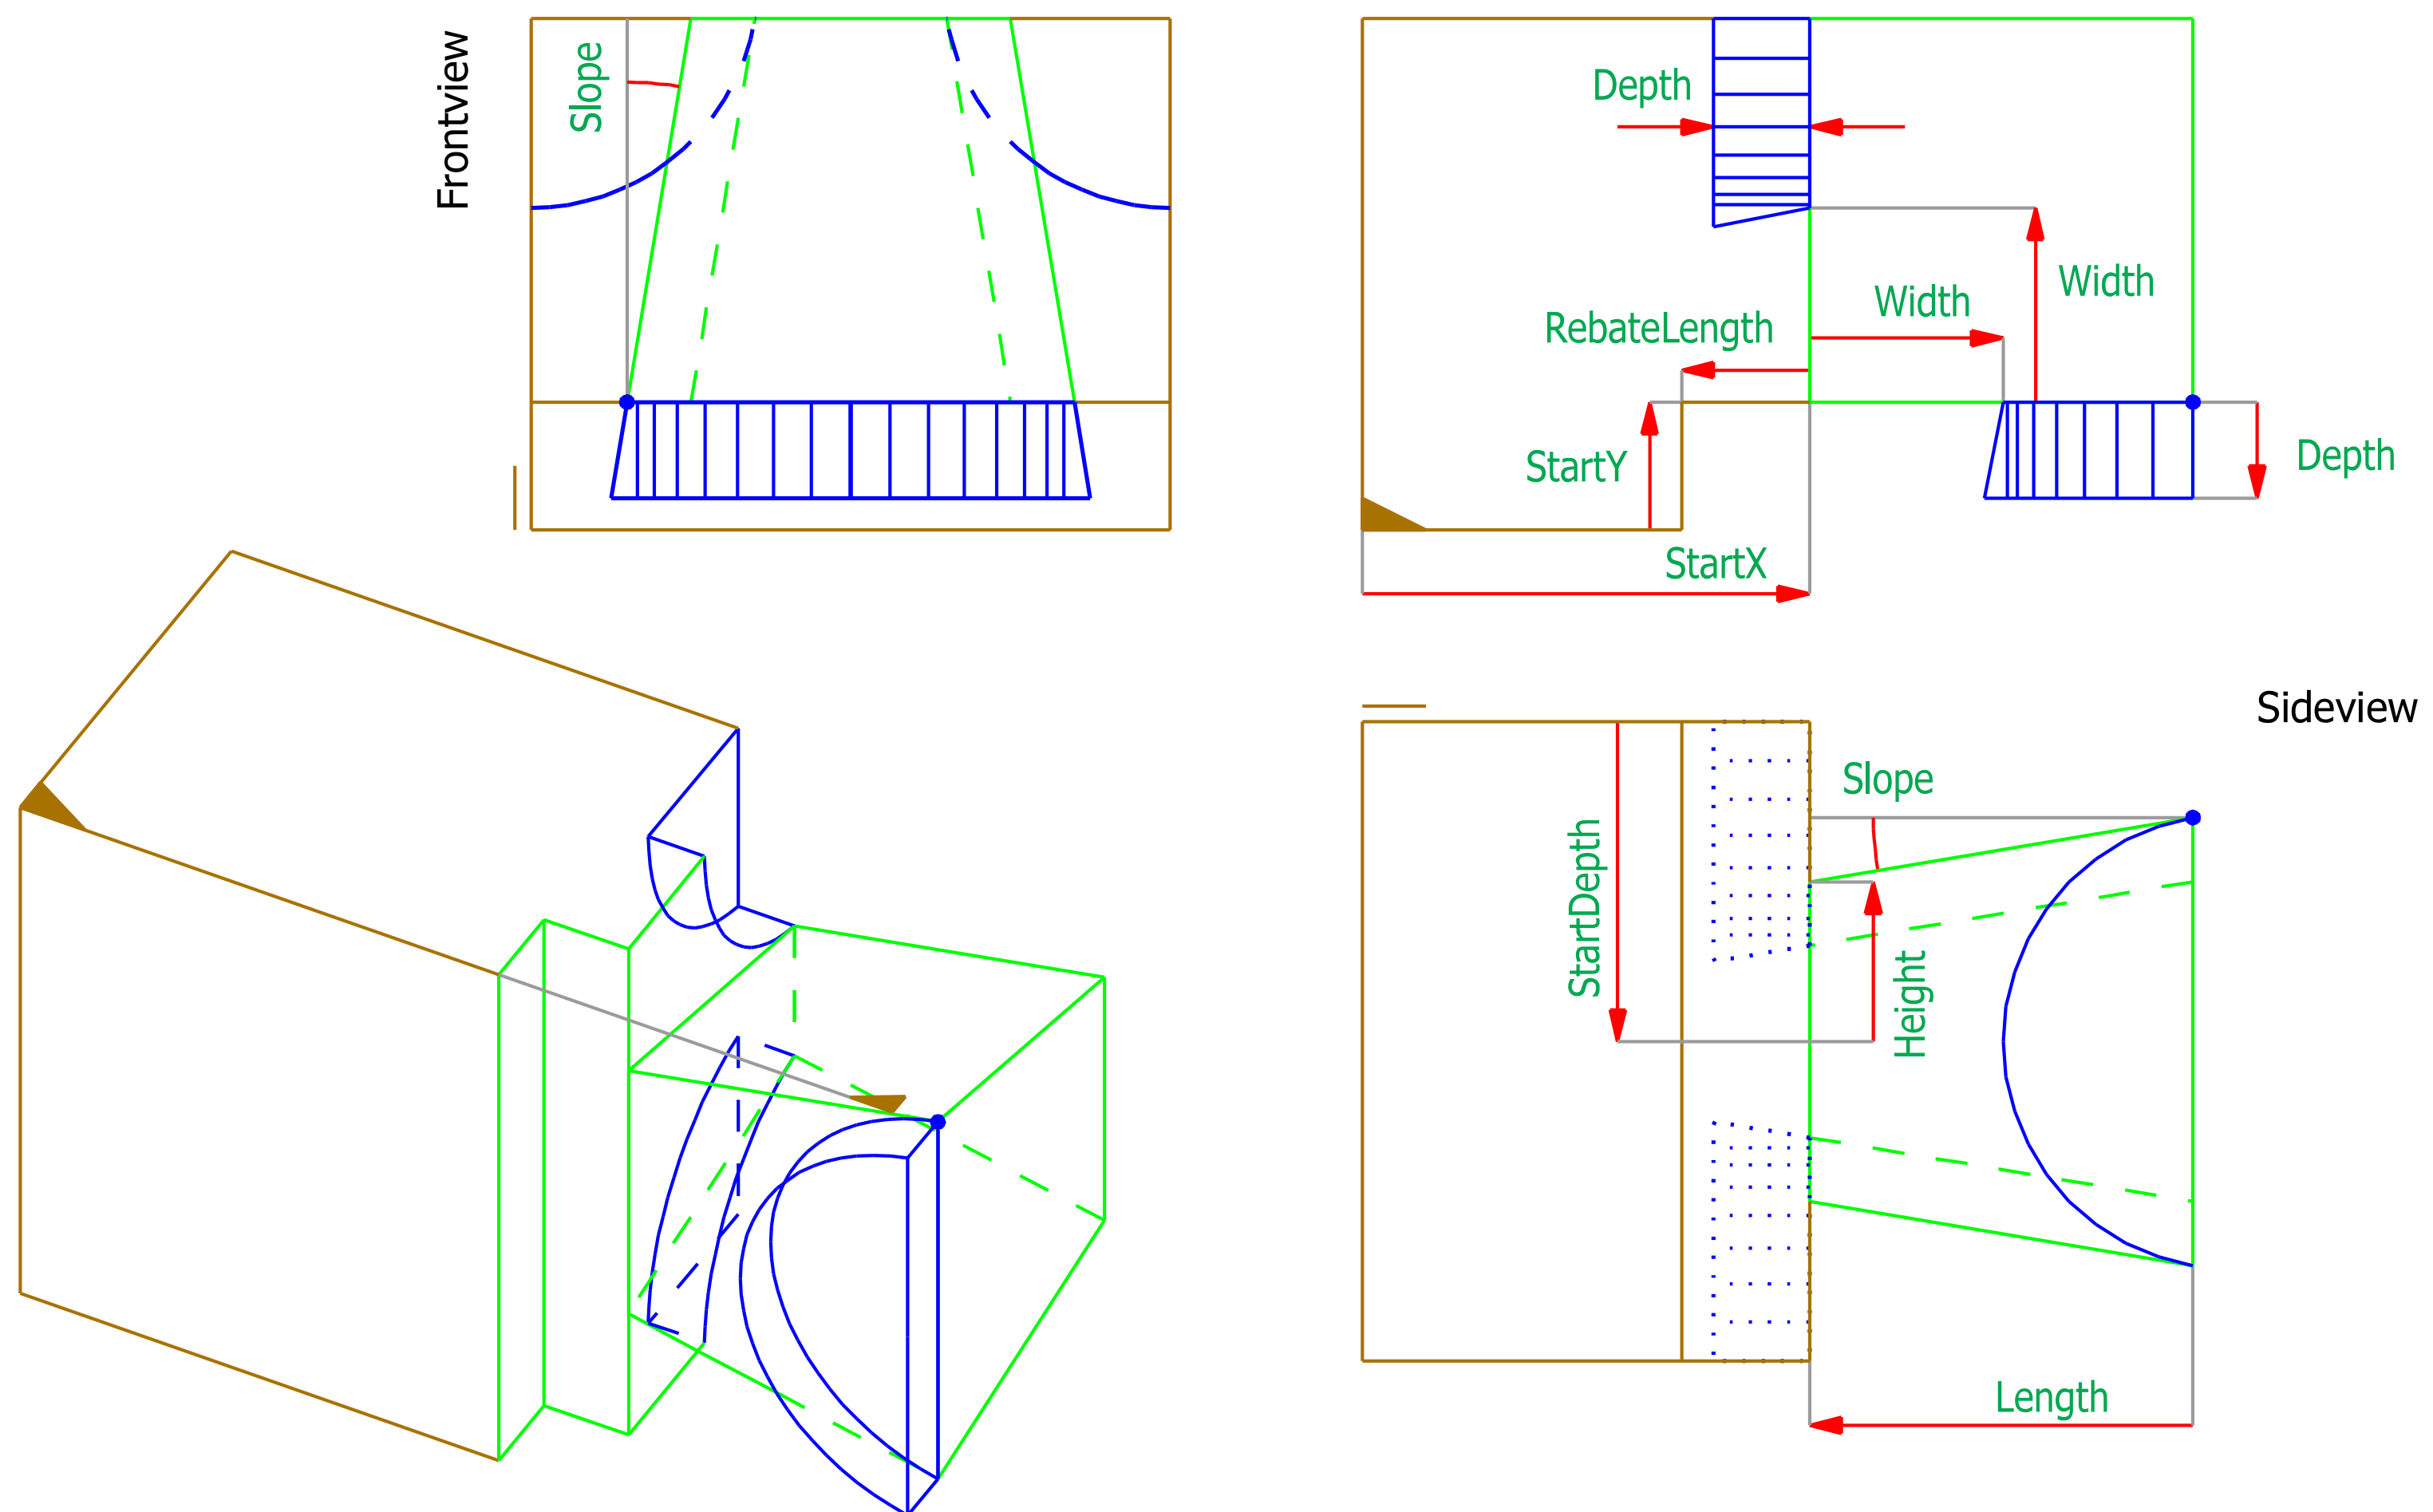 Frontview
Slope
Depth
Width
Width
RebateLength
StartY
Depth
StartX
Sideview
Slope
StartDepth
Height
Length